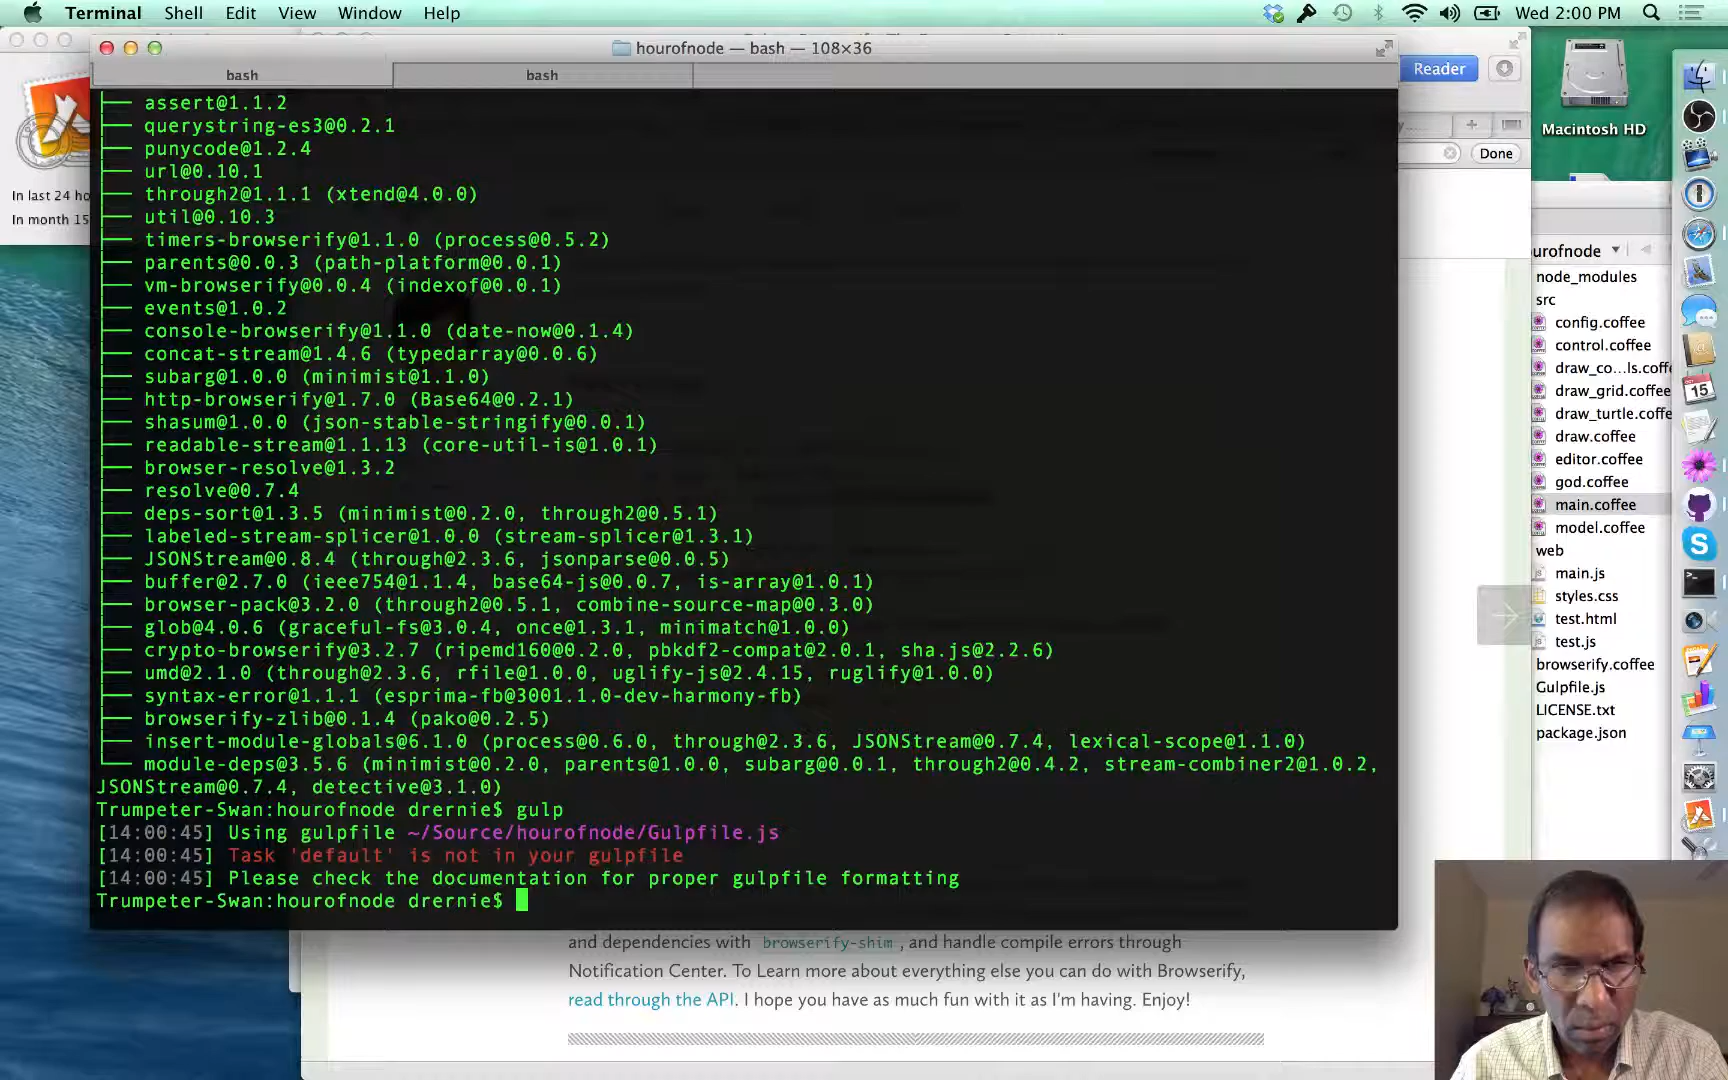 Terminal Shell Edit View Window Help
Wed 2:00 PM
hourofnode — bash — 108×36
bash bash
Reader
Done
Macintosh HD
In last 24 ho
In month 15
assert@1.1.2
querystring-es3@0.2.1
punycode@1.2.4
url@0.10.1
through2@1.1.1 (xtend@4.0.0)
util@0.10.3
timers-browserify@1.1.0 (process@0.5.2)
parents@0.0.3 (path-platform@0.0.1)
vm-browserify@0.0.4 (indexof@0.0.1)
events@1.0.2
console-browserify@1.1.0 (date-now@0.1.4)
concat-stream@1.4.6 (typedarray@0.0.6)
subarg@1.0.0 (minimist@1.1.0)
http-browserify@1.7.0 (Base64@0.2.1)
shasum@1.0.0 (json-stable-stringify@0.0.1)
readable-stream@1.1.13 (core-util-is@1.0.1)
browser-resolve@1.3.2
resolve@0.7.4
deps-sort@1.3.5 (minimist@0.2.0, through2@0.5.1)
labeled-stream-splicer@1.0.0 (stream-splicer@1.3.1)
JSONStream@0.8.4 (through@2.3.6, jsonparse@0.0.5)
buffer@2.7.0 (ieee754@1.1.4, base64-js@0.0.7, is-array@1.0.1)
browser-pack@3.2.0 (through2@0.5.1, combine-source-map@0.3.0)
glob@4.0.6 (graceful-fs@3.0.4, once@1.3.1, minimatch@1.0.0)
crypto-browserify@3.2.7 (ripemd160@0.2.0, pbkdf2-compat@2.0.1, sha.js@2.2.6)
umd@2.1.0 (through@2.3.6, rfile@1.0.0, uglify-js@2.4.15, ruglify@1.0.0)
syntax-error@1.1.1 (esprima-fb@3001.1.0-dev-harmony-fb)
browserify-zlib@0.1.4 (pako@0.2.5)
insert-module-globals@6.1.0 (process@0.6.0, through@2.3.6, JSONStream@0.7.4, lexical-scope@1.1.0)
module-deps@3.5.6 (minimist@0.2.0, parents@1.0.0, subarg@0.0.1, through2@0.4.2, stream-combiner2@1.0.2,
JSONStream@0.7.4, detective@3.1.0)
Trumpeter-Swan:hourofnode drernie$ gulp
[14:00:45] Using gulpfile ~/Source/hourofnode/Gulpfile.js
[14:00:45] Task 'default' is not in your gulpfile
[14:00:45] Please check the documentation for proper gulpfile formatting
Trumpeter-Swan:hourofnode drernie$
and dependencies with browserify-shim, and handle compile errors through
Notification Center. To Learn more about everything else you can do with Browserify,
read through the API. I hope you have as much fun with it as I'm having. Enjoy!
ourofnode
node_modules
src
config.coffee
control.coffee
draw_co...ls.coff
draw_grid.coffee
draw_turtle.coffe
draw.coffee
editor.coffee
god.coffee
main.coffee
model.coffee
web
main.js
styles.css
test.html
test.js
browserify.coffee
Gulpfile.js
LICENSE.txt
package.json
15